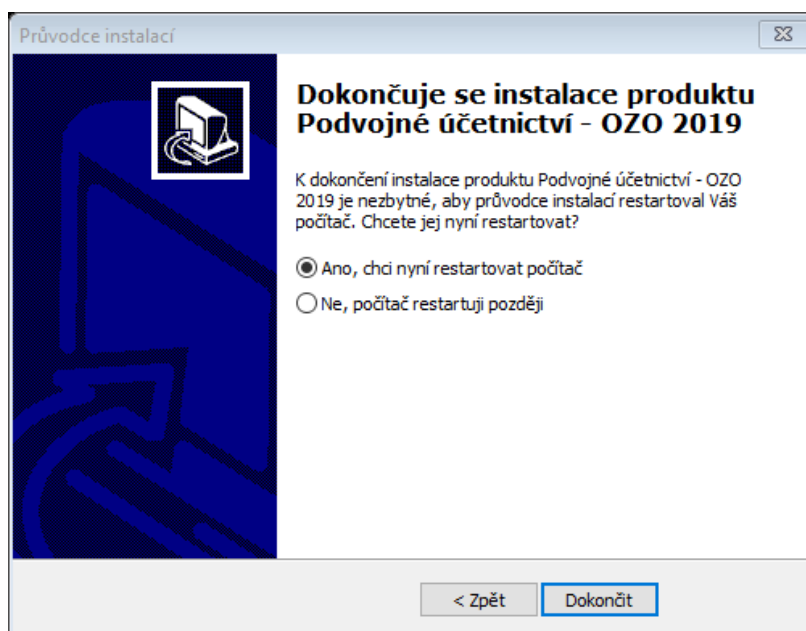 Průvodce instalací
Dokončuje se instalace produktu
Podvojné účetnictví - OZO 2019
K dokončení instalace produktu Podvojné účetnictví - OZO
2019 je nezbytné, aby průvodce instalací restartoval Váš
počítač. Chcete jej nyní restartovat?
Ano, chci nyní restartovat počítač
Ne, počítač restartuji později
< Zpět
Dokončit